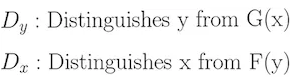 D_y : Distinguishes y from G(x)
D_x : Distinguishes x from F(y)